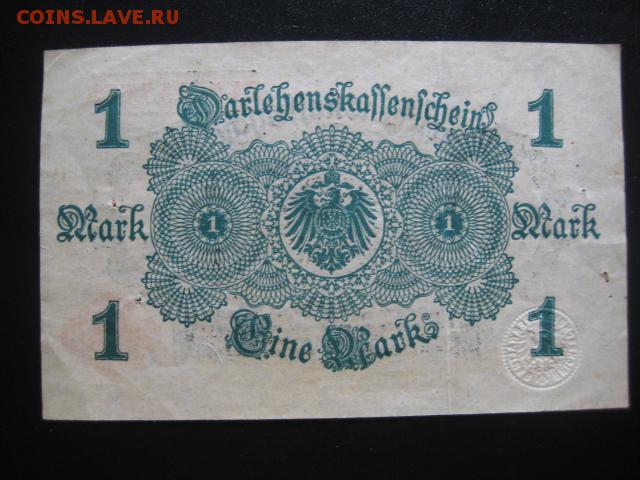 COINS.LAVE.RU
1 Darlehenskassenschein 1
Mark 1 1 Mark
1 Eine Mark 1